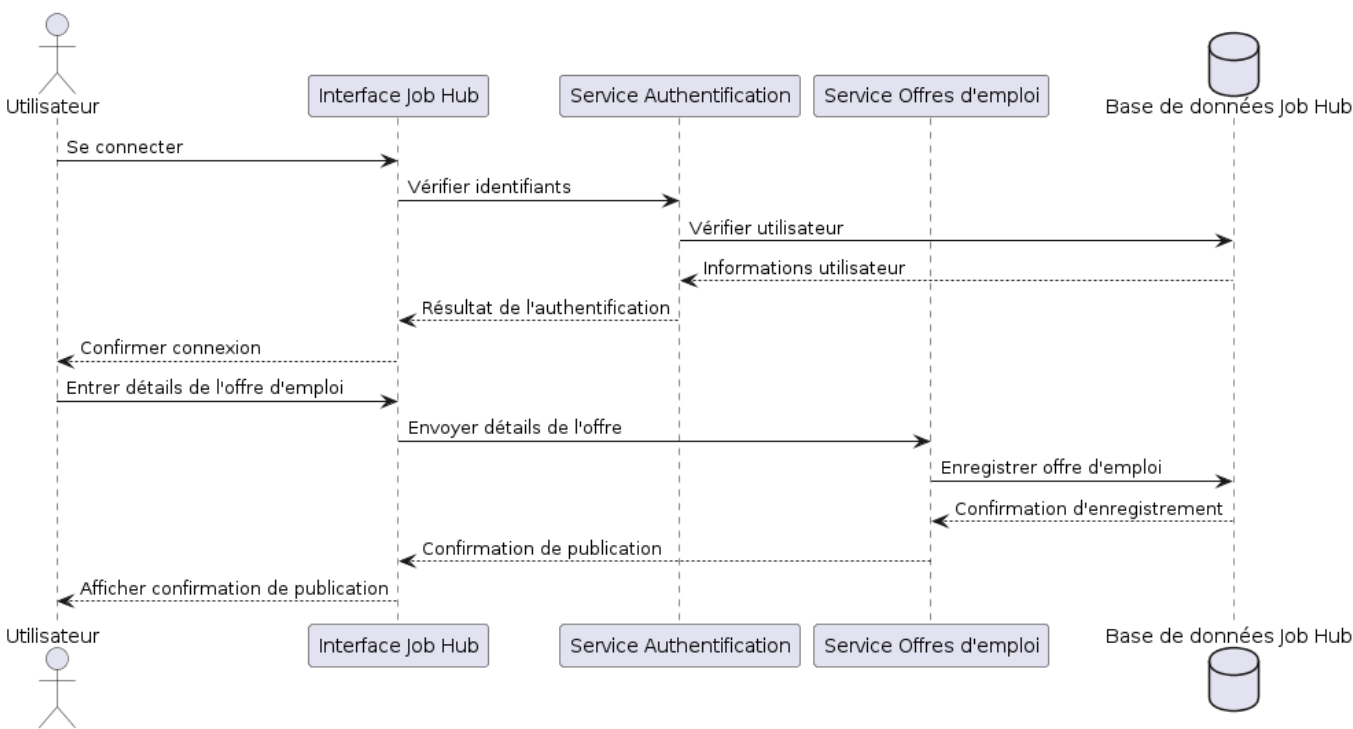 Utilisateur
Interface Job Hub
Service Authentification
Service Offres d'emploi
Base de données Job Hub
Se connecter
Vérifier identifiants
Vérifier utilisateur
Informations utilisateur
Résultat de l'authentification
Confirmer connexion
Entrer détails de l'offre d'emploi
Envoyer détails de l'offre
Enregistrer offre d'emploi
Confirmation d'enregistrement
Confirmation de publication
Afficher confirmation de publication
Utilisateur
Interface Job Hub
Service Authentification
Service Offres d'emploi
Base de données Job Hub